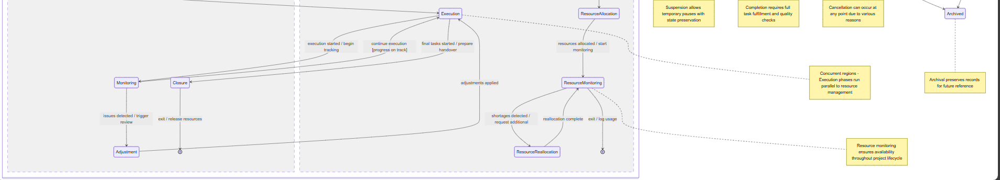 Execution
ResourceAllocation
Suspension allows
temporary pauses with
state preservation
Completion requires full
task fulfillment and quality
checks
Cancellation can occur at
any point due to various
reasons
Archived
execution started / begin
tracking
continue execution
[progress on track]
final tasks started / prepare
handover
resources allocated / start
monitoring
Monitoring
Closure
adjustments applied
ResourceMonitoring
Concurrent regions -
Execution phases run
parallel to resource
management
Archival preserves records
for future reference
issues detected / trigger
review
exit / release resources
shortages detected /
request additional
reallocation complete
exit / log usage
Adjustment
ResourceReallocation
Resource monitoring
ensures availability
throughout project lifecycle